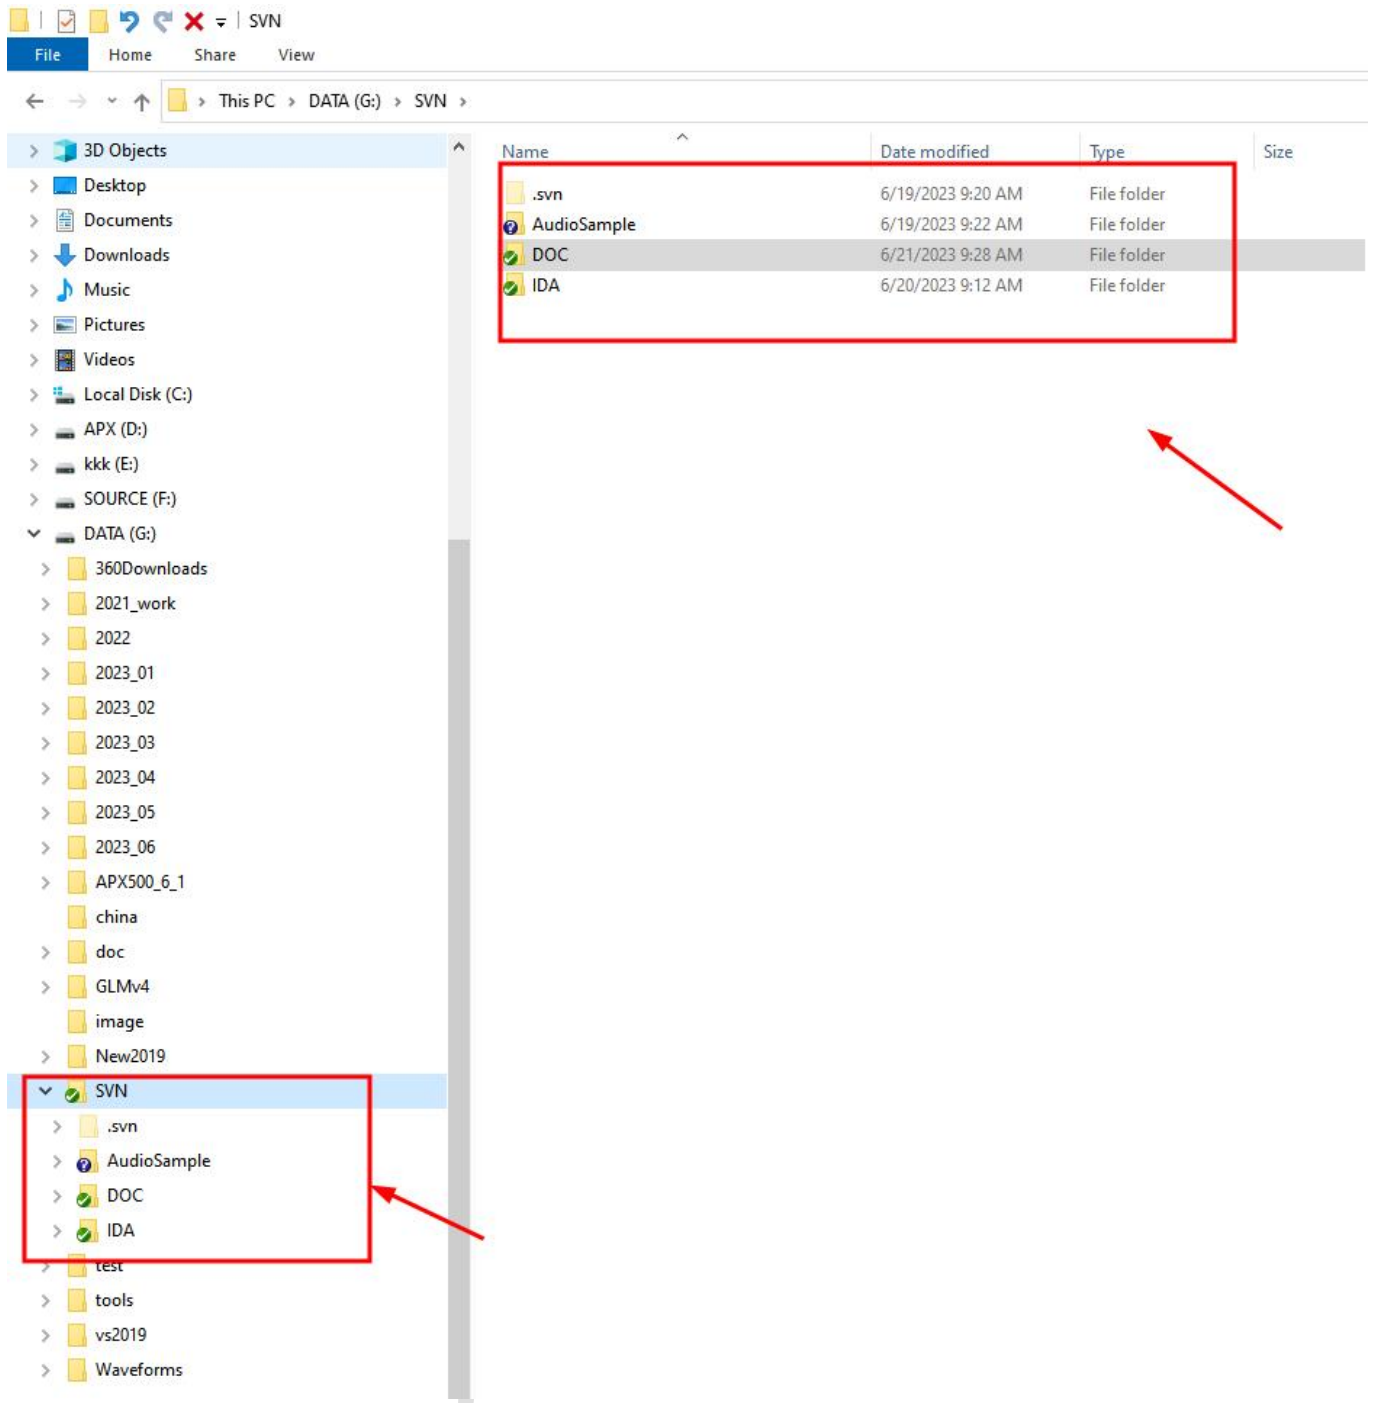 SVN
File Home Share View
This PC > DATA (G:) > SVN >
Name Date modified Type Size
.svn 6/19/2023 9:20 AM File folder
AudioSample 6/19/2023 9:22 AM File folder
DOC 6/21/2023 9:28 AM File folder
IDA 6/20/2023 9:12 AM File folder
3D Objects
Desktop
Documents
Downloads
Music
Pictures
Videos
Local Disk (C:)
APX (D:)
kkk (E:)
SOURCE (F:)
DATA (G:)
360Downloads
2021_work
2022
2023_01
2023_02
2023_03
2023_04
2023_05
2023_06
APX500_6_1
china
doc
GLMv4
image
New2019
SVN
.svn
AudioSample
DOC
IDA
test
tools
vs2019
Waveforms